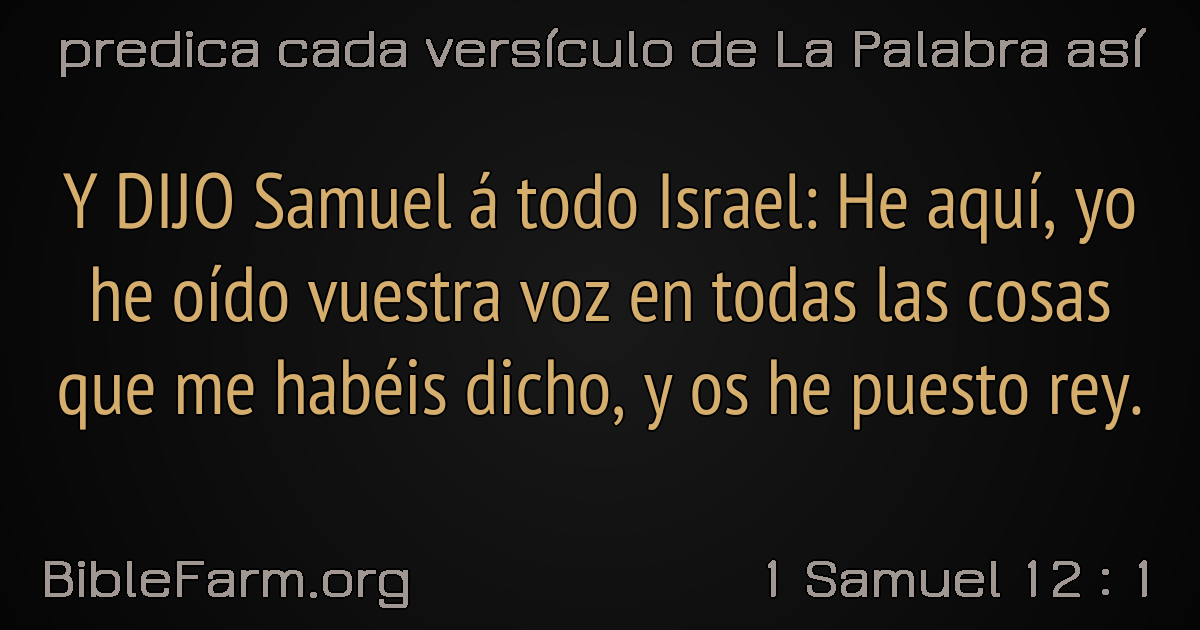 predica cada versículo de La Palabra así
Y DIJO Samuel á todo Israel: He aquí, yo
he oído vuestra voz en todas las cosas
que me habéis dicho, y os he puesto rey.
BibleFarm.org
1 Samuel 12 : 1